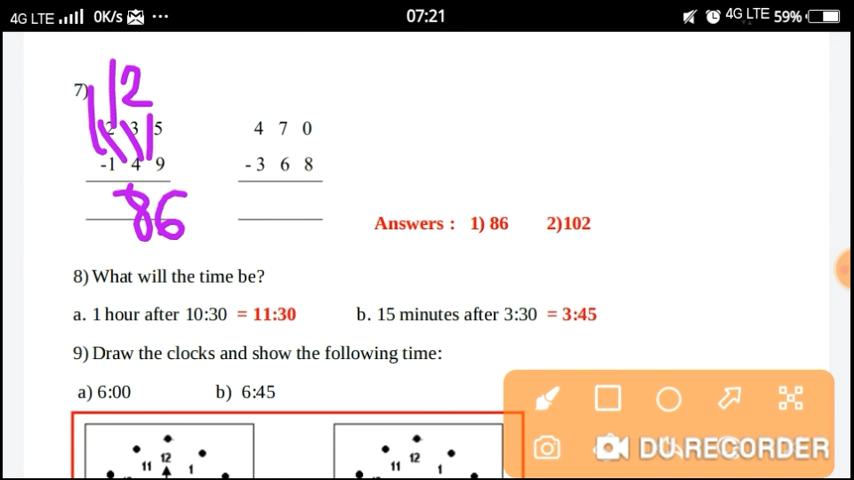 4G LTE 0K/s ... 07:21 4G LTE 59%
7)
12
2 3 5 4 7 0
-1 4 9 - 3 6 8
86
Answers : 1) 86 2)102
8) What will the time be?
a. 1 hour after 10:30 = 11:30 b. 15 minutes after 3:30 = 3:45
9) Draw the clocks and show the following time:
a) 6:00 b) 6:45
DU RECORDER
11 12 1 11 12 1